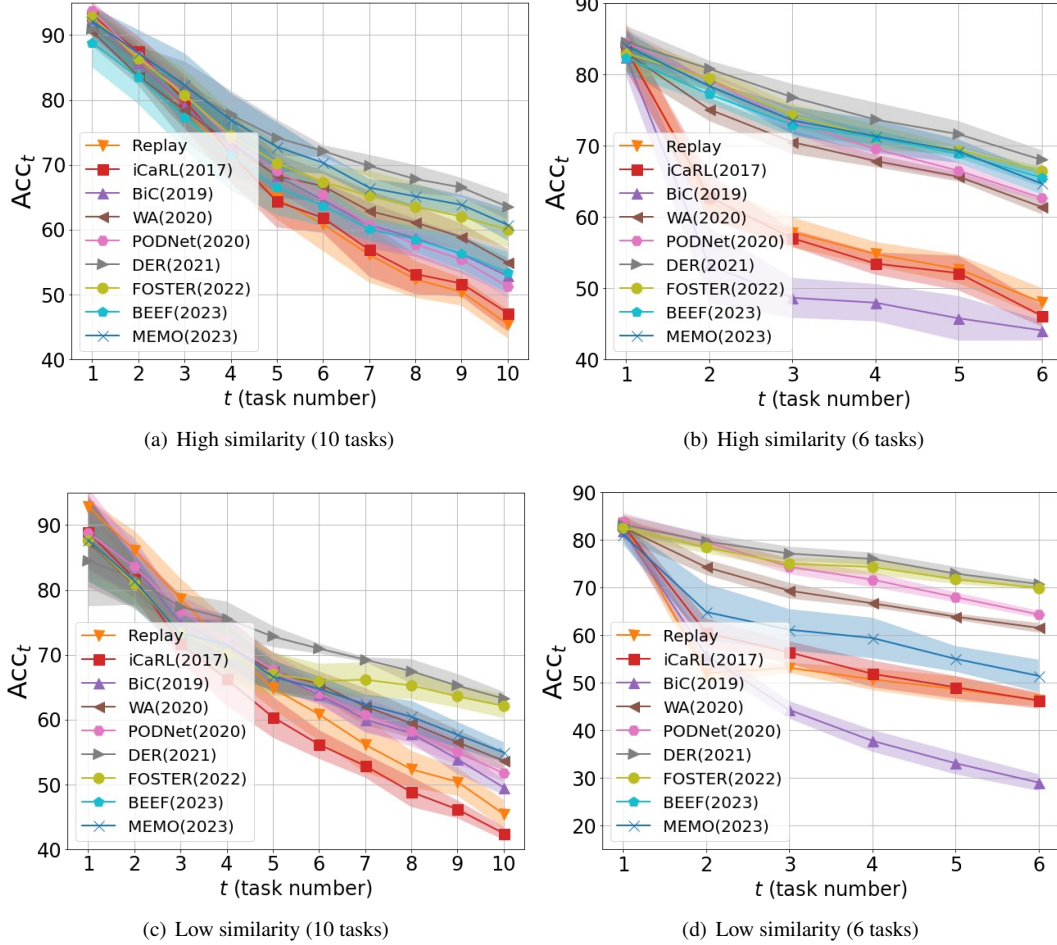 90
80
70
60
50
40
Acc_t
Replay
iCaRL(2017)
BiC(2019)
WA(2020)
PODNet(2020)
DER(2021)
FOSTER(2022)
BEEF(2023)
MEMO(2023)
1 2 3 4 5 6 7 8 9 10
t (task number)
(a) High similarity (10 tasks)
90
80
70
60
50
40
Acc_t
Replay
iCaRL(2017)
BiC(2019)
WA(2020)
PODNet(2020)
DER(2021)
FOSTER(2022)
BEEF(2023)
MEMO(2023)
1 2 3 4 5 6
t (task number)
(b) High similarity (6 tasks)
90
80
70
60
50
40
Acc_t
Replay
iCaRL(2017)
BiC(2019)
WA(2020)
PODNet(2020)
DER(2021)
FOSTER(2022)
BEEF(2023)
MEMO(2023)
1 2 3 4 5 6 7 8 9 10
t (task number)
(c) Low similarity (10 tasks)
90
80
70
60
50
40
30
20
Acc_t
Replay
iCaRL(2017)
BiC(2019)
WA(2020)
PODNet(2020)
DER(2021)
FOSTER(2022)
BEEF(2023)
MEMO(2023)
1 2 3 4 5 6
t (task number)
(d) Low similarity (6 tasks)